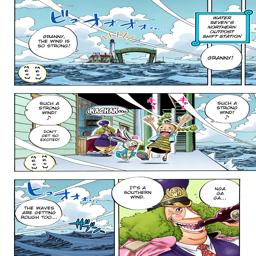 WATER
SEVEN'S
NORTHERN
OUTPOST
SHIFT STATION
GRANNY,
THE WIND IS
SO STRONG!
GRANNY!
SUCH A
STRONG
WIND!
♪
DON'T
GET SO
EXCITED!
SUCH
A STRONG
WIND!
♪
THE WAVES
ARE GETTING
ROUGH TOO...
IT'S A
SOUTHERN
WIND.
NGA
GA
GA...